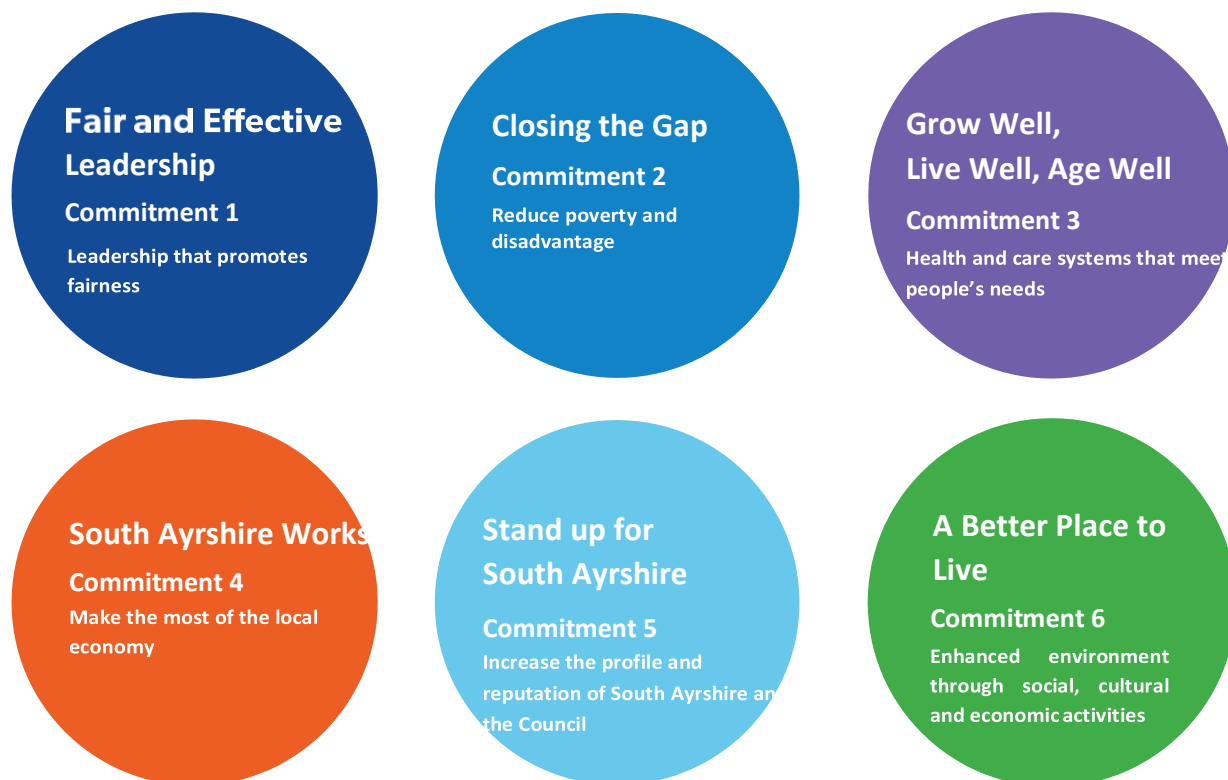 Fair and Effective
Leadership
Commitment 1
Leadership that promotes
fairness
Closing the Gap
Commitment 2
Reduce poverty and
disadvantage
Grow Well,
Live Well, Age Well
Commitment 3
Health and care systems that meet
people’s needs
South Ayrshire Works
Commitment 4
Make the most of the local
economy
Stand up for
South Ayrshire
Commitment 5
Increase the profile and
reputation of South Ayrshire an
the Council
A Better Place to
Live
Commitment 6
Enhanced environment
through social, cultural
and economic activities